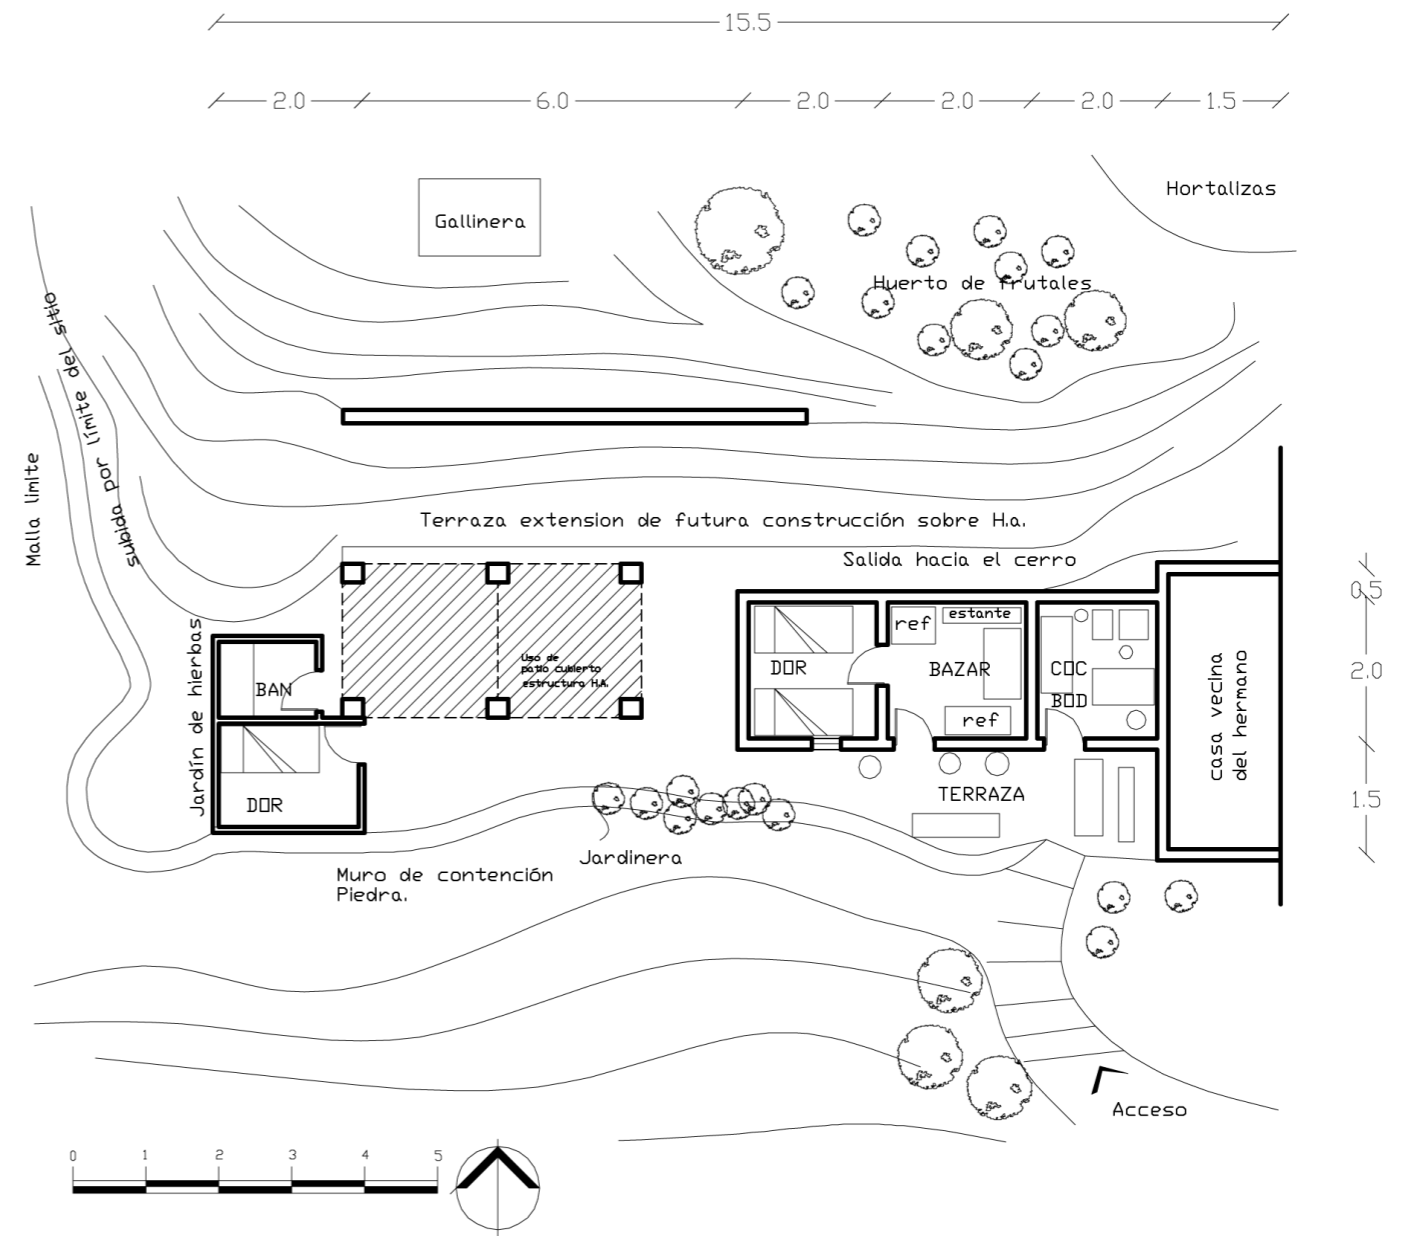 15.5
2.0 6.0 2.0 2.0 2.0 1.5
Hortalizas
Gallinera
Huerto de frutales
subida por límite del sitio
Malla límite
Terraza extension de futura construcción sobre H.a.
Salida hacia el cerro
0.5
ref
estante
Uso de
patio cubierto
estructura H.A.
DOR
BAZAR
COC
BOD
2.0
BAN
Jardín de hierbas
ref
casa vecina
del hermano
TERRAZA
1.5
DOR
Jardinera
Muro de contención
Piedra.
Acceso
0 1 2 3 4 5